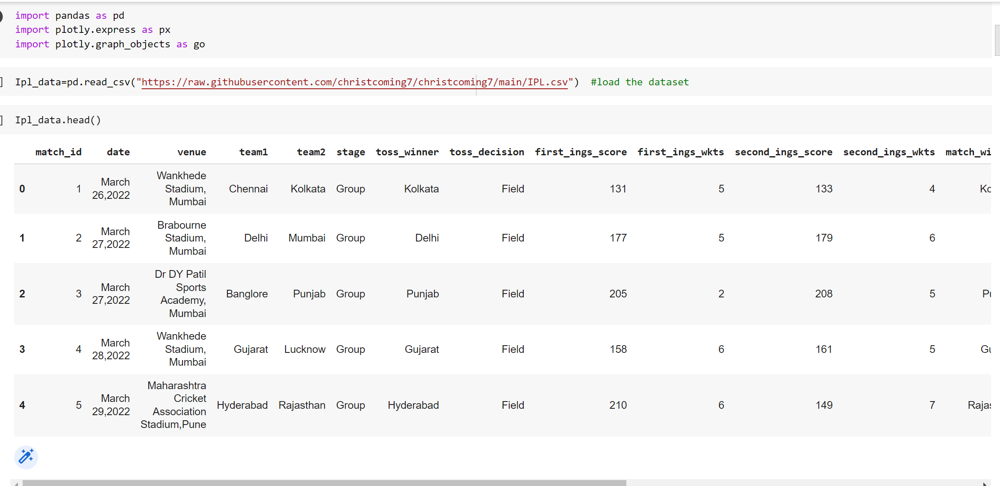 import pandas as pd
import plotly.express as px
import plotly.graph_objects as go
Ipl_data=pd.read_csv("https://raw.githubusercontent.com/christcoming7/christcoming7/main/IPL.csv")  #load the dataset
Ipl_data.head()
match_id date venue team1 team2 stage toss_winner toss_decision first_ings_score first_ings_wkts second_ings_score second_ings_wkts match_wi
0 1 March 26,2022 Wankhede Stadium, Mumbai Chennai Kolkata Group Kolkata Field 131 5 133 4 Ko
1 2 March 27,2022 Brabourne Stadium, Mumbai Delhi Mumbai Group Delhi Field 177 5 179 6
2 3 March 27,2022 Dr DY Patil Sports Academy, Mumbai Banglore Punjab Group Punjab Field 205 2 208 5 Pu
3 4 March 28,2022 Wankhede Stadium, Mumbai Gujarat Lucknow Group Gujarat Field 158 6 161 5 Gu
4 5 March 29,2022 Maharashtra Cricket Association Stadium,Pune Hyderabad Rajasthan Group Hyderabad Field 210 6 149 7 Rajas